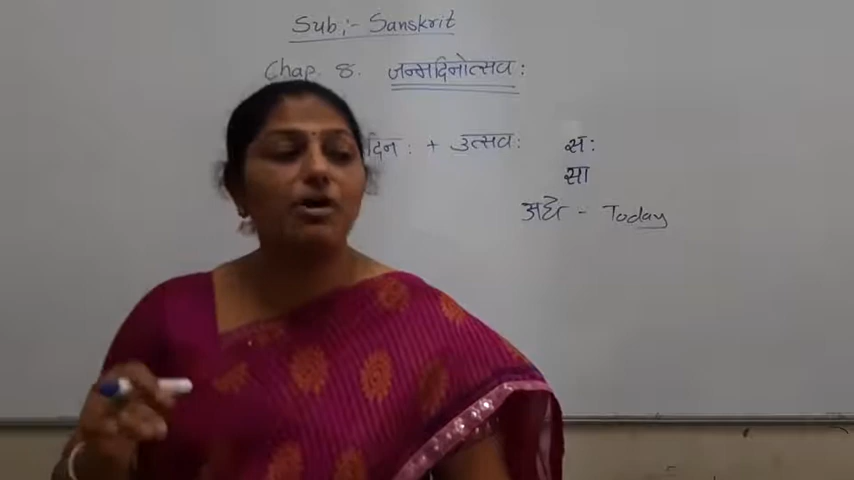 Sub:- Sanskrit
Chap. 8. जन्मदिनोत्सव:
दिन: + उत्सव: स:
सा
अद्य - Today